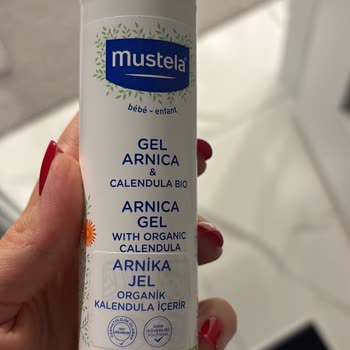 mustela
bébé - enfant
GEL
ARNICA
&
CALENDULA BIO
ARNICA
GEL
WITH ORGANIC
CALENDULA
ARNİKA
JEL
ORGANİK
KALENDULA İÇERİR